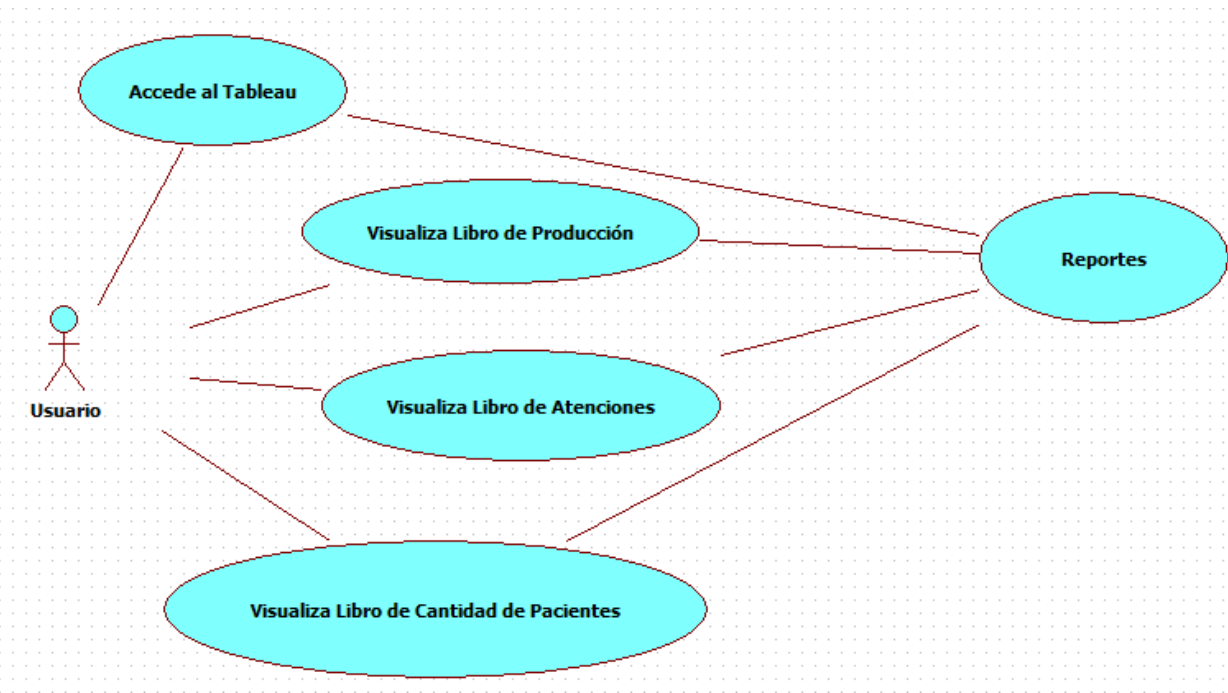 Accede al Tableau
Visualiza Libro de Producción
Reportes
Usuario
Visualiza Libro de Atenciones
Visualiza Libro de Cantidad de Pacientes